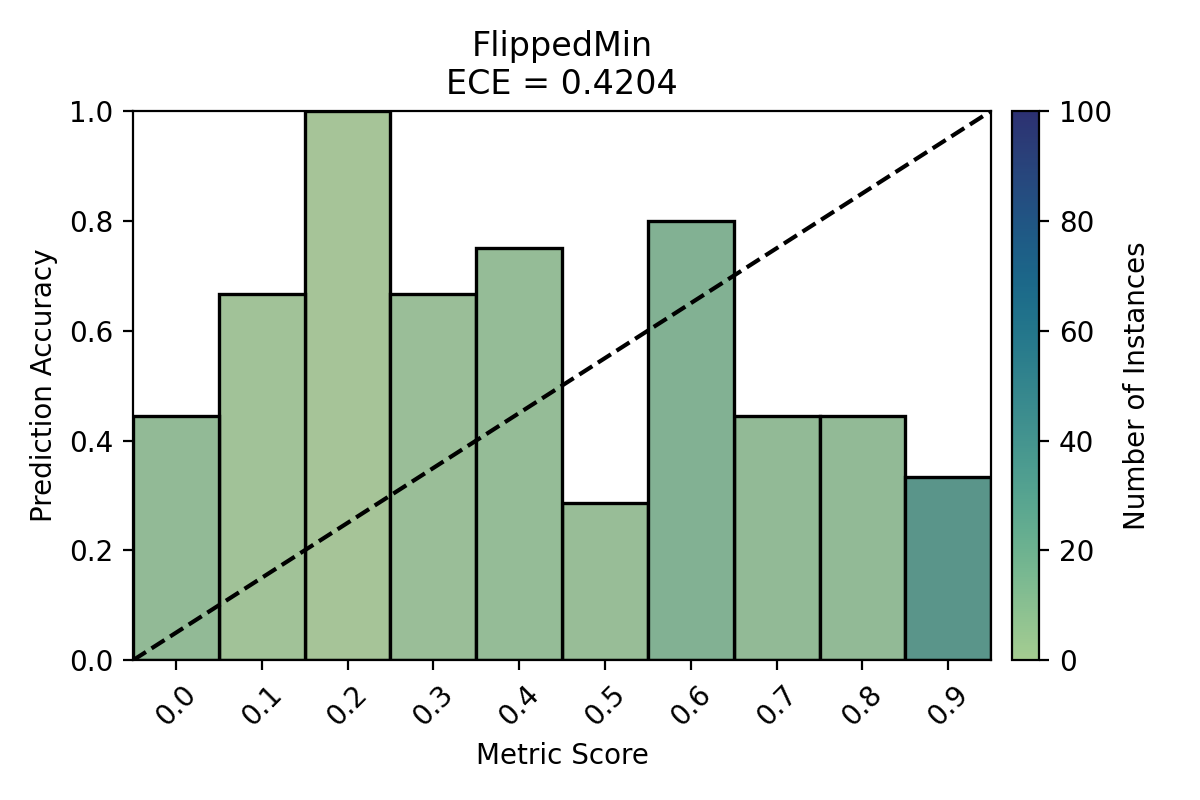 FlippedMin
ECE = 0.4204
1.0
0.8
0.6
0.4
0.2
0.0
Prediction Accuracy
0.0 0.1 0.2 0.3 0.4 0.5 0.6 0.7 0.8 0.9
Metric Score
100
80
60
40
20
0
Number of Instances